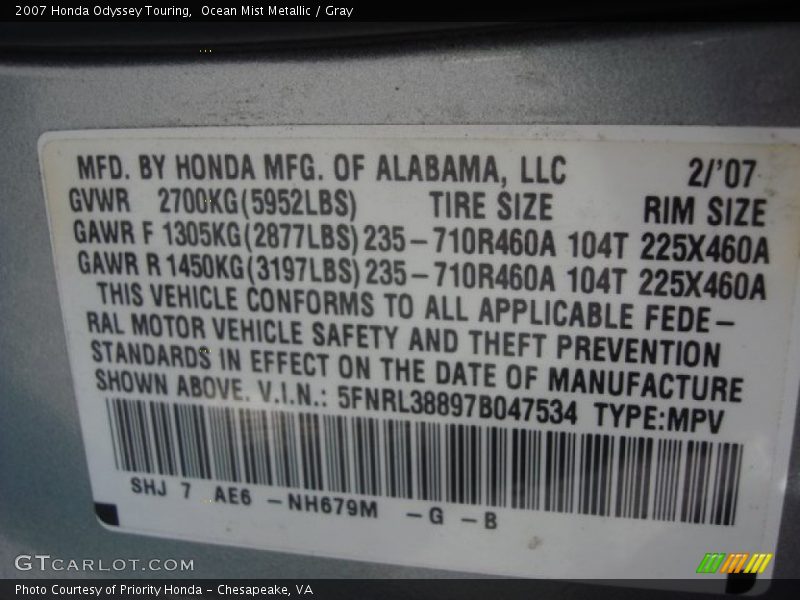 2007 Honda Odyssey Touring,  Ocean Mist Metallic / Gray
MFD. BY HONDA MFG. OF ALABAMA, LLC 2/'07
GVWR 2700KG(5952LBS) TIRE SIZE RIM SIZE
GAWR F 1305KG(2877LBS) 235-710R460A 104T 225X460A
GAWR R 1450KG(3197LBS) 235-710R460A 104T 225X460A
THIS VEHICLE CONFORMS TO ALL APPLICABLE FEDE-
RAL MOTOR VEHICLE SAFETY AND THEFT PREVENTION
STANDARDS IN EFFECT ON THE DATE OF MANUFACTURE
SHOWN ABOVE. V.I.N.: 5FNRL38897B047534 TYPE:MPV
SHJ 7 AE6 -NH679M -G -B
GTCARLOT.COM
Photo Courtesy of Priority Honda - Chesapeake, VA